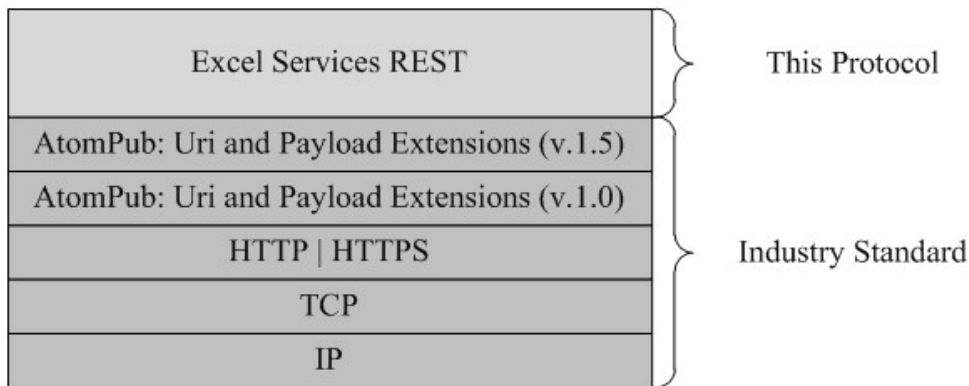 Excel Services REST
This Protocol
AtomPub: Uri and Payload Extensions (v.1.5)
AtomPub: Uri and Payload Extensions (v.1.0)
HTTP | HTTPS
Industry Standard
TCP
IP